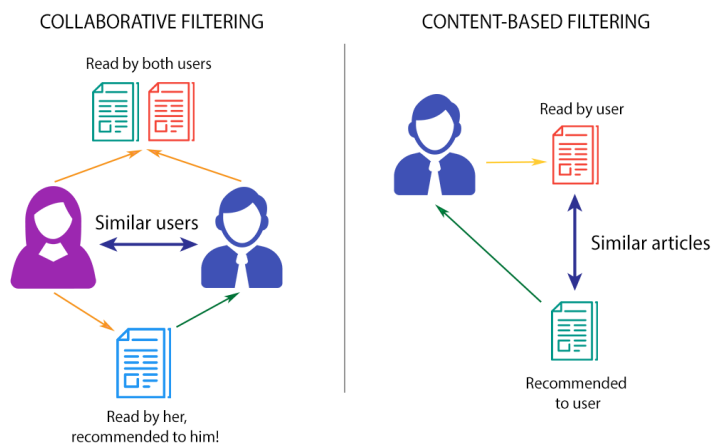 COLLABORATIVE FILTERING
Read by both users
Similar users
Read by her,
recommended to him!
CONTENT-BASED FILTERING
Read by user
Similar articles
Recommended
to user